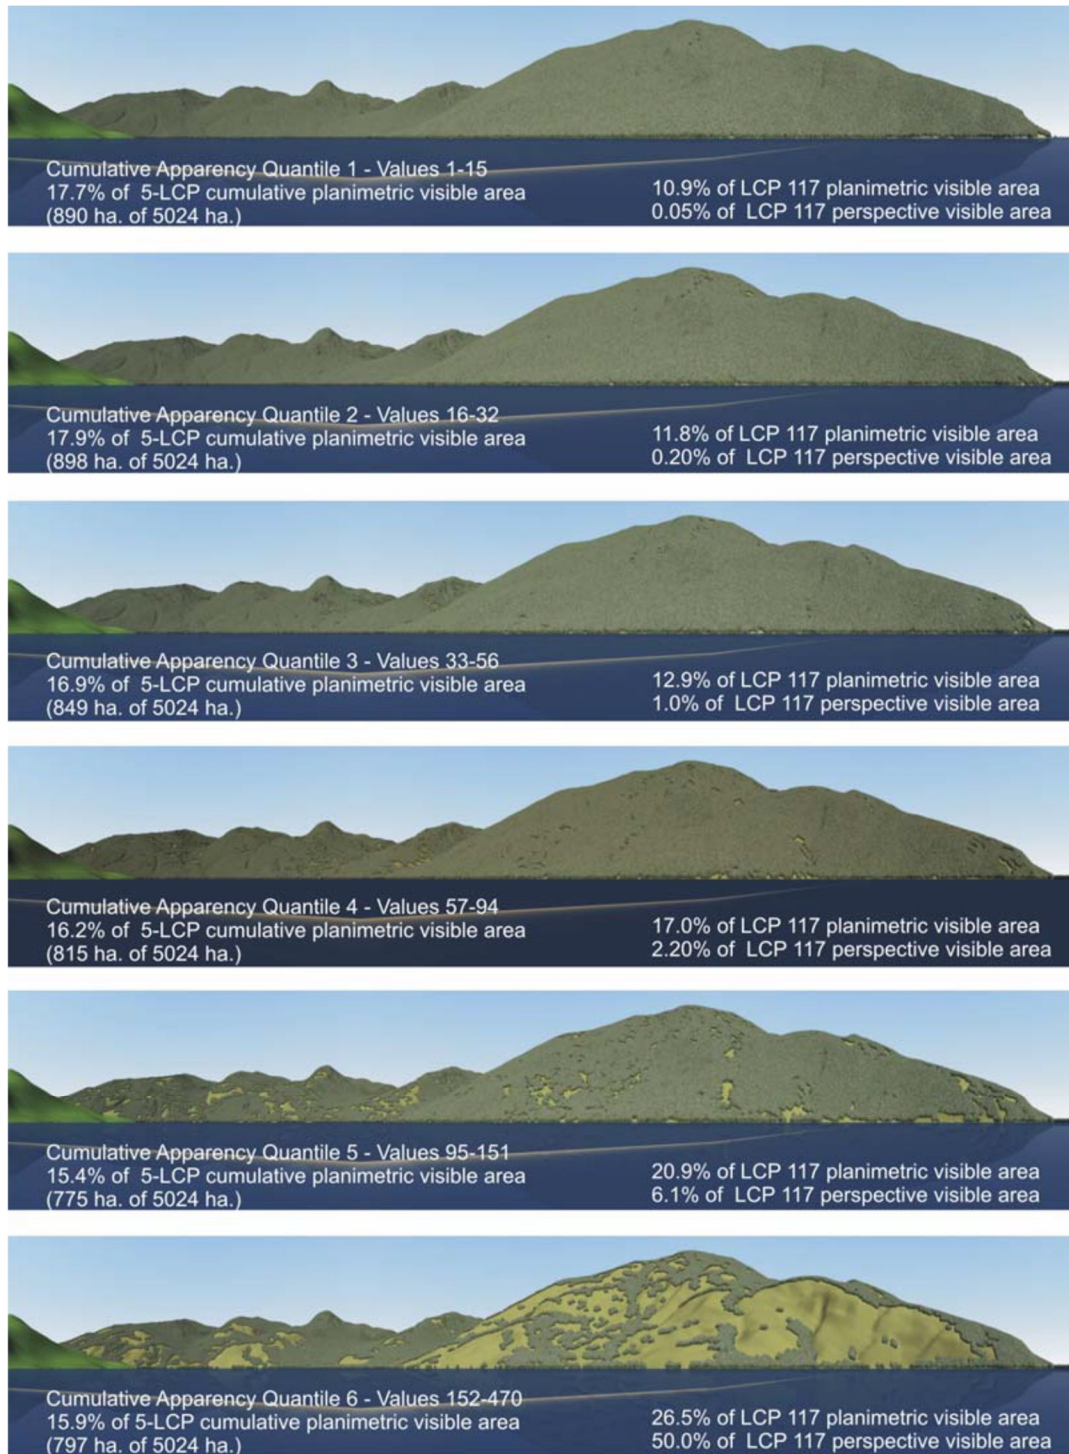 Cumulative Apparency Quantile 1 - Values 1-15
17.7% of 5-LCP cumulative planimetric visible area
(890 ha. of 5024 ha.)
10.9% of LCP 117 planimetric visible area
0.05% of LCP 117 perspective visible area
Cumulative Apparency Quantile 2 - Values 16-32
17.9% of 5-LCP cumulative planimetric visible area
(898 ha. of 5024 ha.)
11.8% of LCP 117 planimetric visible area
0.20% of LCP 117 perspective visible area
Cumulative Apparency Quantile 3 - Values 33-56
16.9% of 5-LCP cumulative planimetric visible area
(849 ha. of 5024 ha.)
12.9% of LCP 117 planimetric visible area
1.0% of LCP 117 perspective visible area
Cumulative Apparency Quantile 4 - Values 57-94
16.2% of 5-LCP cumulative planimetric visible area
(815 ha. of 5024 ha.)
17.0% of LCP 117 planimetric visible area
2.20% of LCP 117 perspective visible area
Cumulative Apparency Quantile 5 - Values 95-151
15.4% of 5-LCP cumulative planimetric visible area
(775 ha. of 5024 ha.)
20.9% of LCP 117 planimetric visible area
6.1% of LCP 117 perspective visible area
Cumulative Apparency Quantile 6 - Values 152-470
15.9% of 5-LCP cumulative planimetric visible area
(797 ha. of 5024 ha.)
26.5% of LCP 117 planimetric visible area
50.0% of LCP 117 perspective visible area